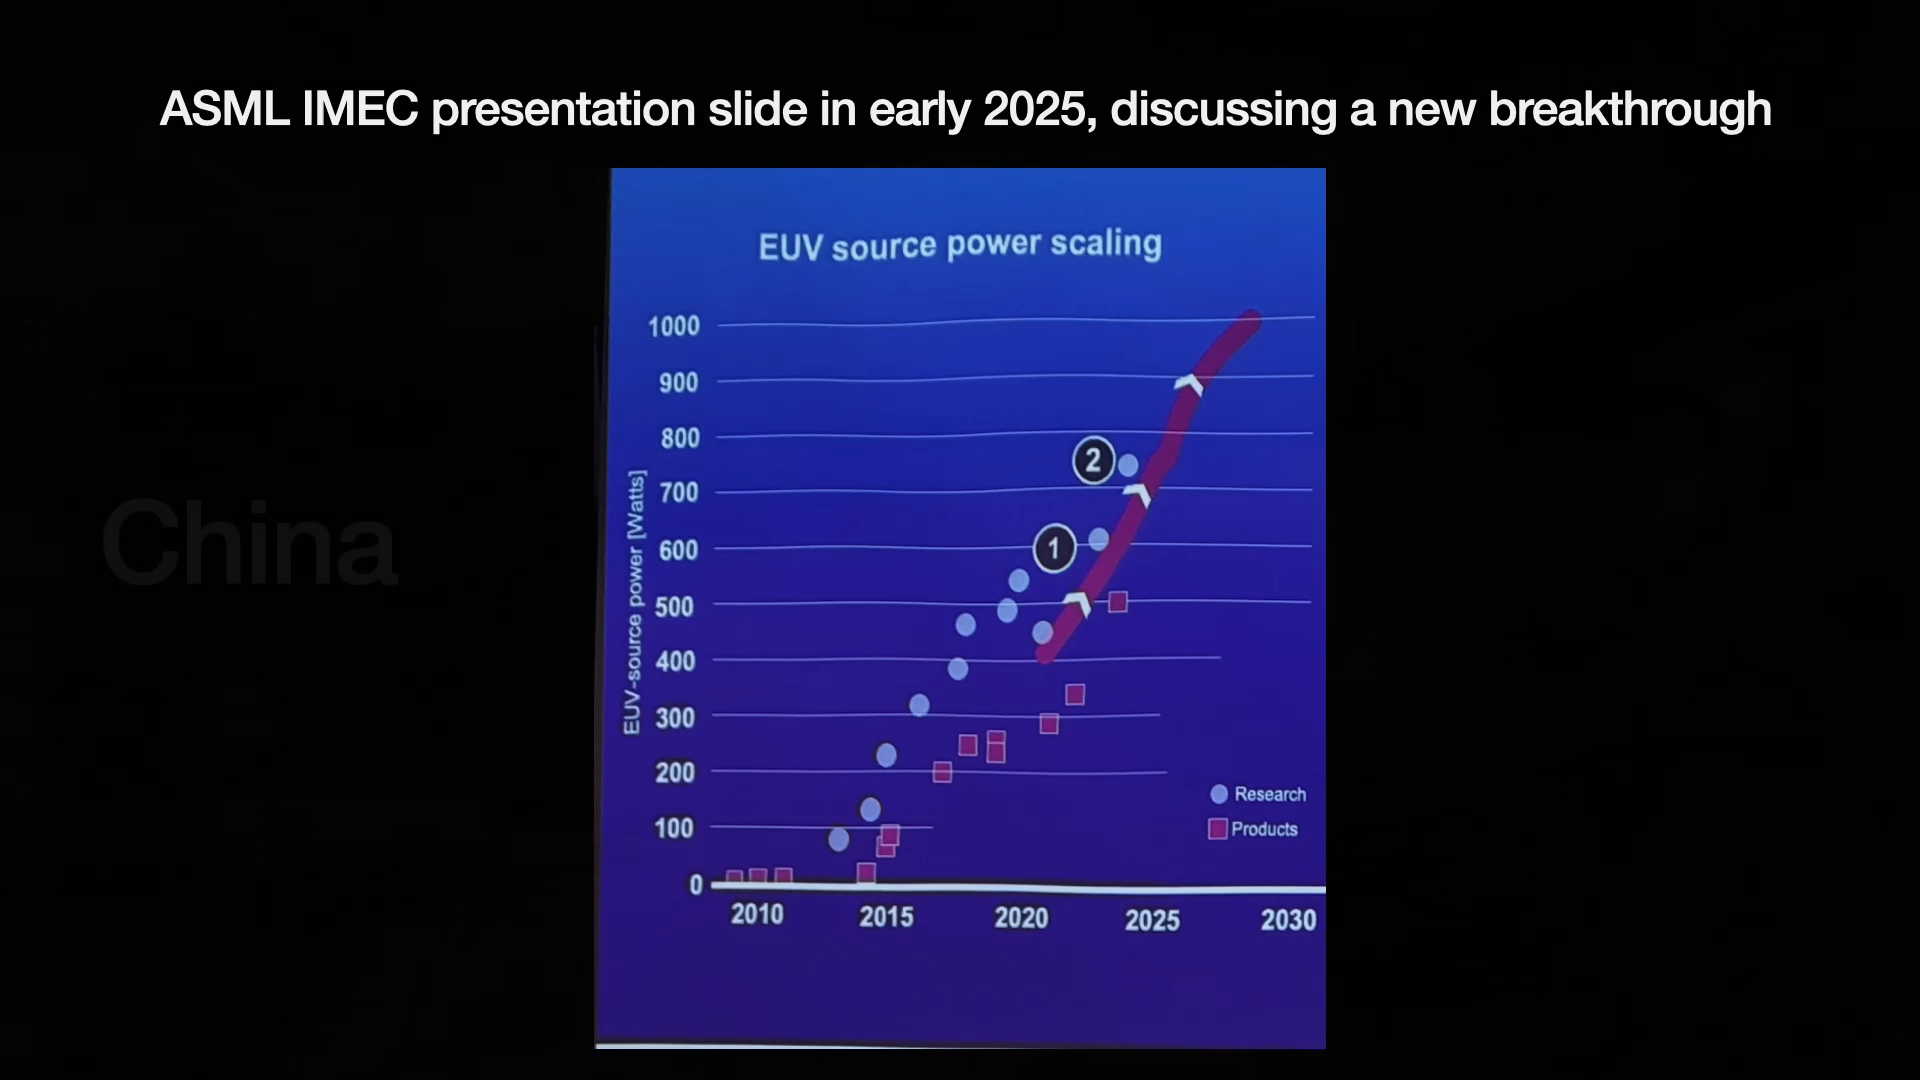 ASML IMEC presentation slide in early 2025, discussing a new breakthrough
EUV source power scaling
1000
900
800
700
600
500
400
300
200
100
0
EUV-source power [Watts]
2
1
Research
Products
2010 2015 2020 2025 2030
China